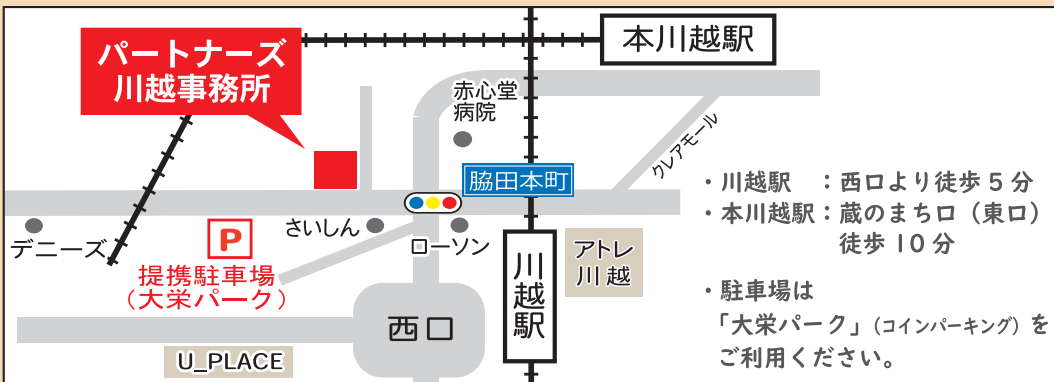 パートナーズ
川越事務所
本川越駅
赤心堂
病院
クレアモール
脇田本町
デニーズ
P
提携駐車場
（大栄パーク）
さいしん
ローソン
川越駅
アトレ
川越
西口
U_PLACE
・川越駅　：西口より徒歩5分
・本川越駅：蔵のまち口（東口）
徒歩10分
・駐車場は
「大栄パーク」（コインパーキング）を
ご利用ください。